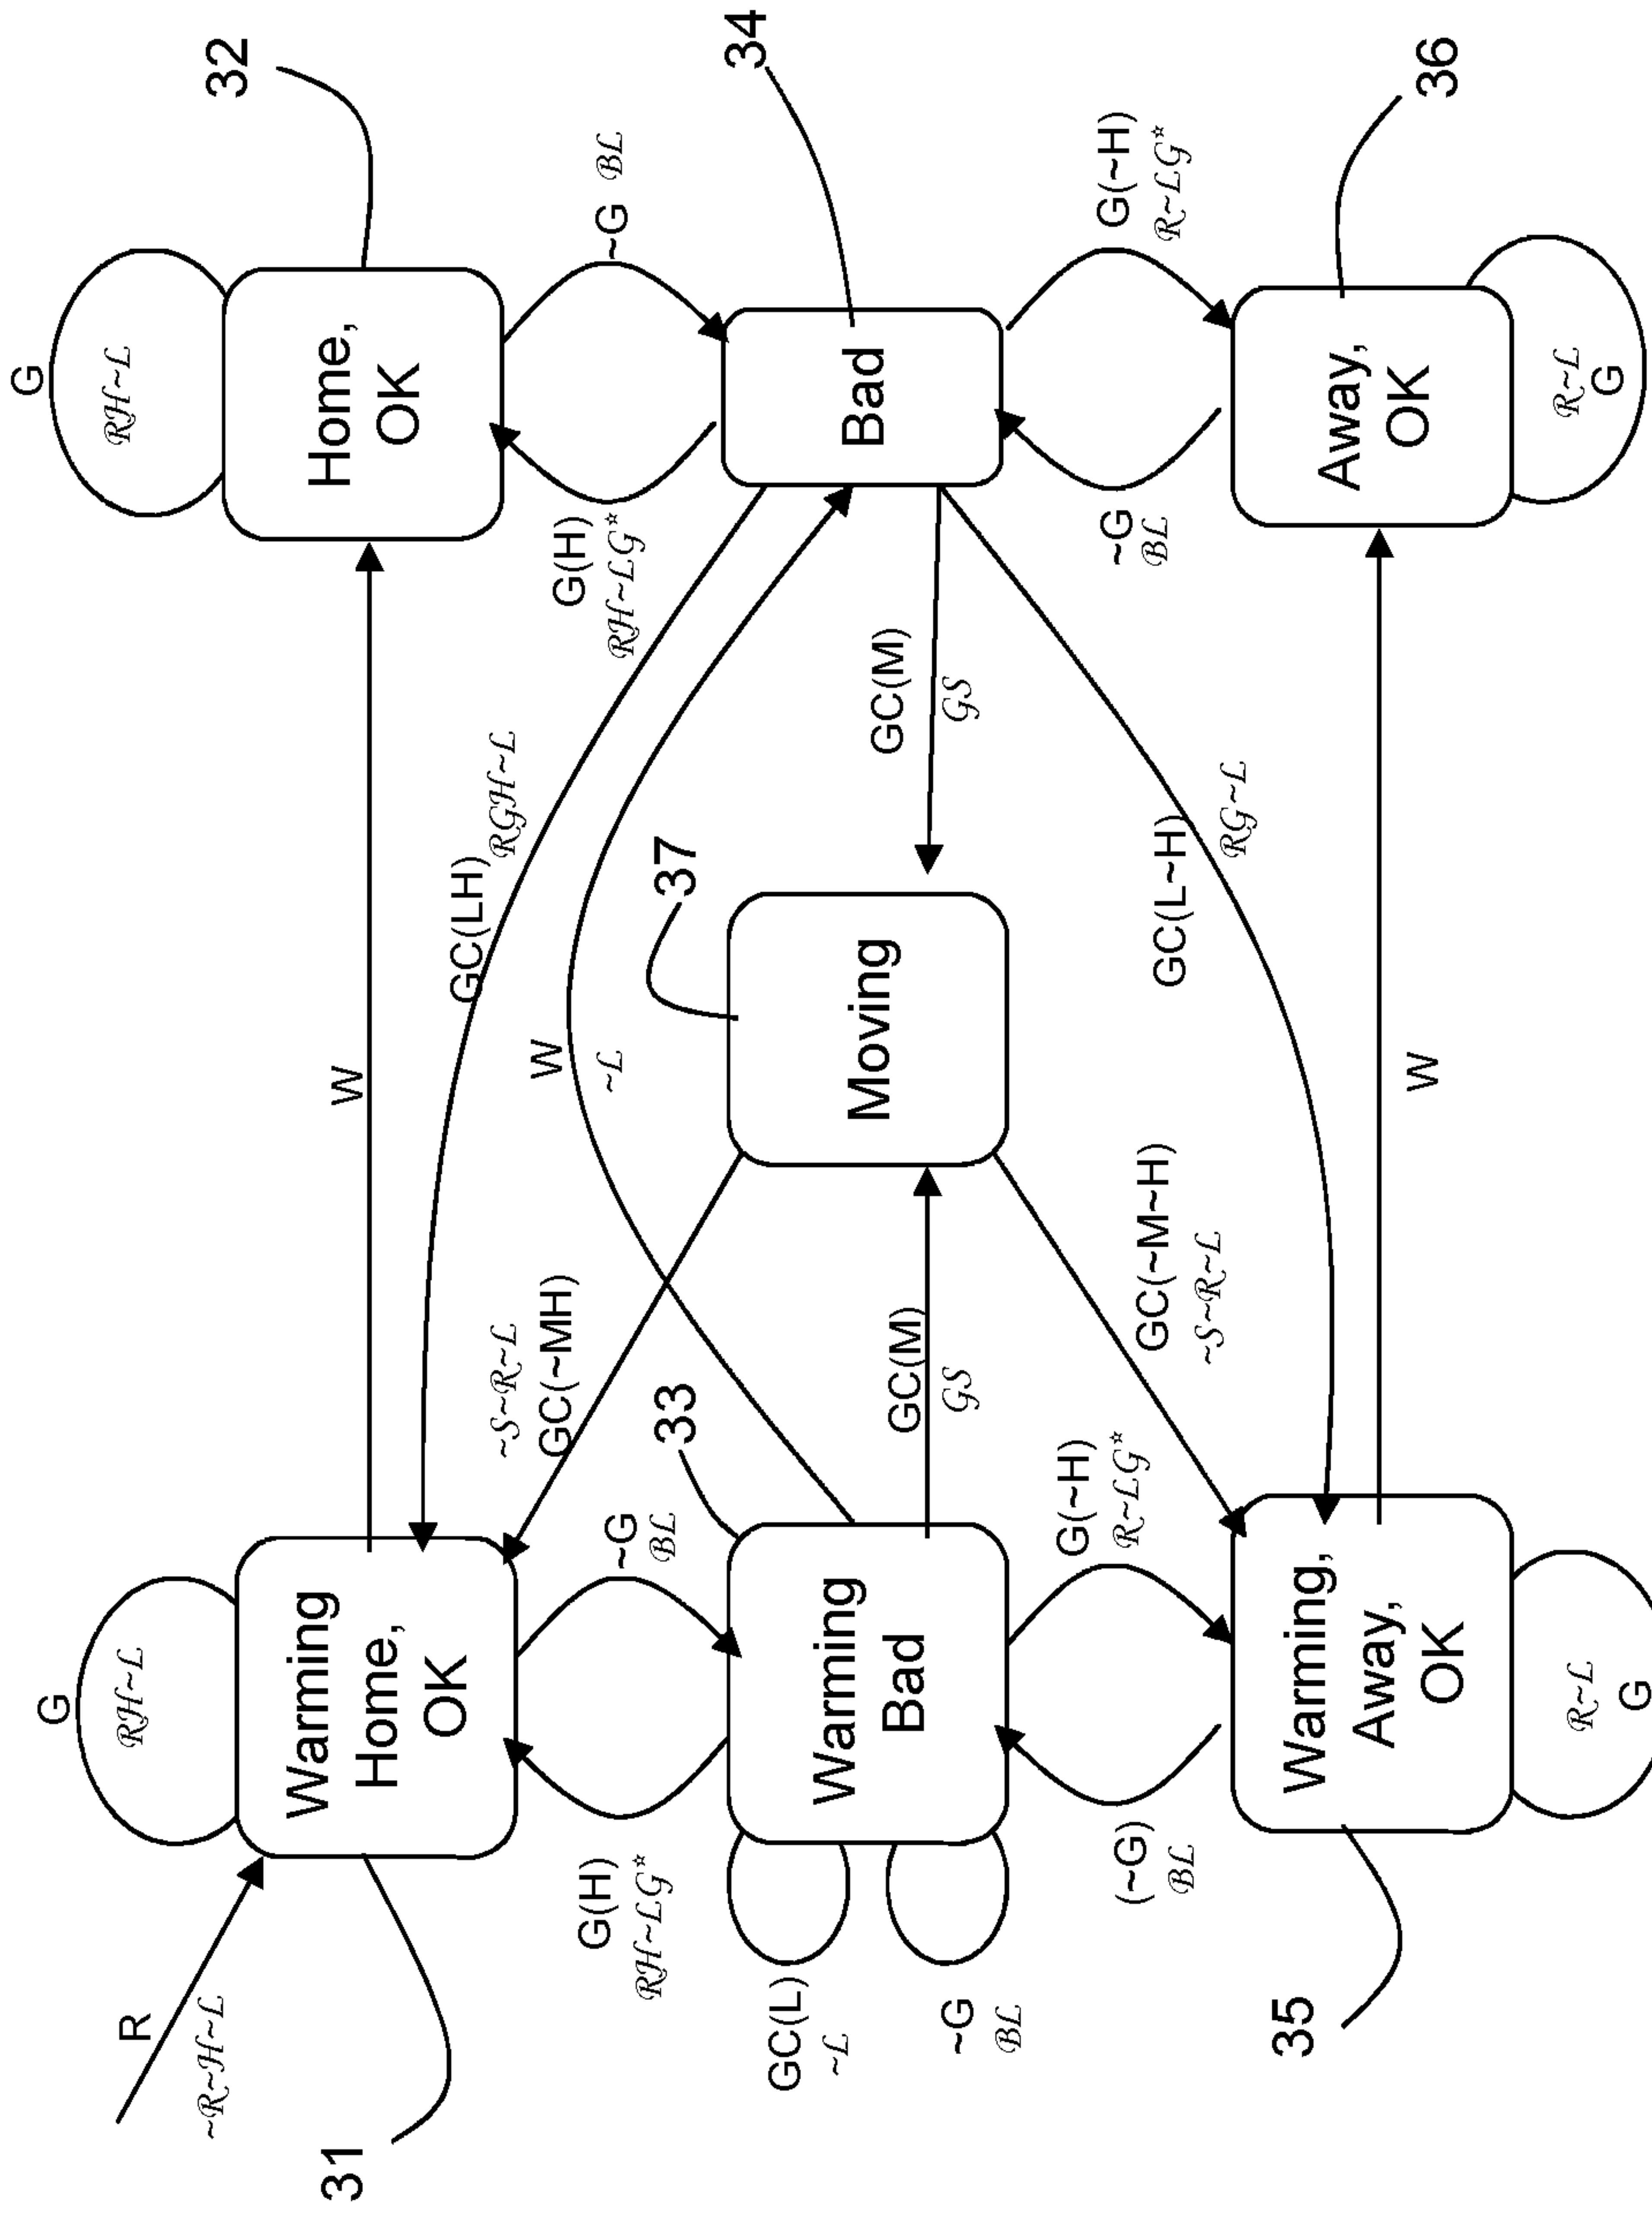 R
~ℛ~ℋ~ℒ
31
G
ℛℋ~ℒ
Warming
Home,
OK
W
G
ℛℋ~ℒ
Home,
OK
32
G(H)
ℛℋ~ℒ𝒢*
~G
ℬℒ
~𝒮~ℛ~ℒ
GC(~MH)
GC(LH)
ℛ𝒢ℋ~ℒ
W
~ℒ
G(H)
ℛℋ~ℒ𝒢*
~G ℬℒ
33
37
34
GC(L)
~ℒ
~G
ℬℒ
Warming
Bad
GC(M)
𝒢𝒮
Moving
GC(M)
𝒢𝒮
Bad
(~G)
ℬℒ
G(~H)
ℛ~ℒ𝒢*
GC(~M~H)
~𝒮~ℛ~ℒ
GC(L~H)
ℛ𝒢~ℒ
~G
ℬℒ
G(~H)
ℛ~ℒ𝒢*
35
Warming,
Away,
OK
ℛ~ℒ
G
W
Away,
OK
ℛ~ℒ
G
36